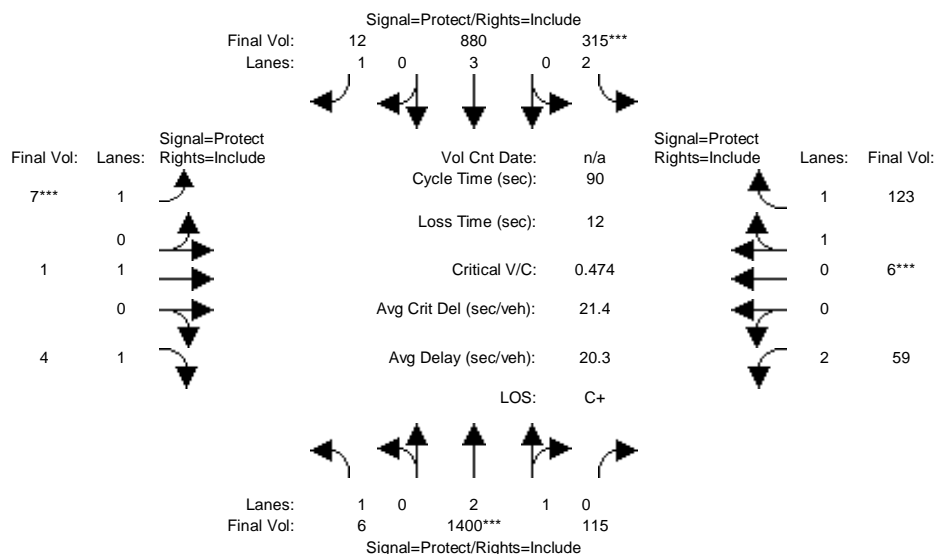 Signal=Protect/Rights=Include
Final Vol: 12 880 315***
Lanes: 1 0 3 0 2
Signal=Protect
Final Vol: Lanes: Rights=Include
Vol Cnt Date: n/a
Signal=Protect
Rights=Include Lanes: Final Vol:
Cycle Time (sec): 90
7*** 1
1 123
Loss Time (sec): 12
0
1
1 1
Critical V/C: 0.474
0 6***
0
Avg Crit Del (sec/veh): 21.4
0
4 1
Avg Delay (sec/veh): 20.3
2 59
LOS: C+
Lanes: 1 0 2 1 0
Final Vol: 6 1400*** 115
Signal=Protect/Rights=Include